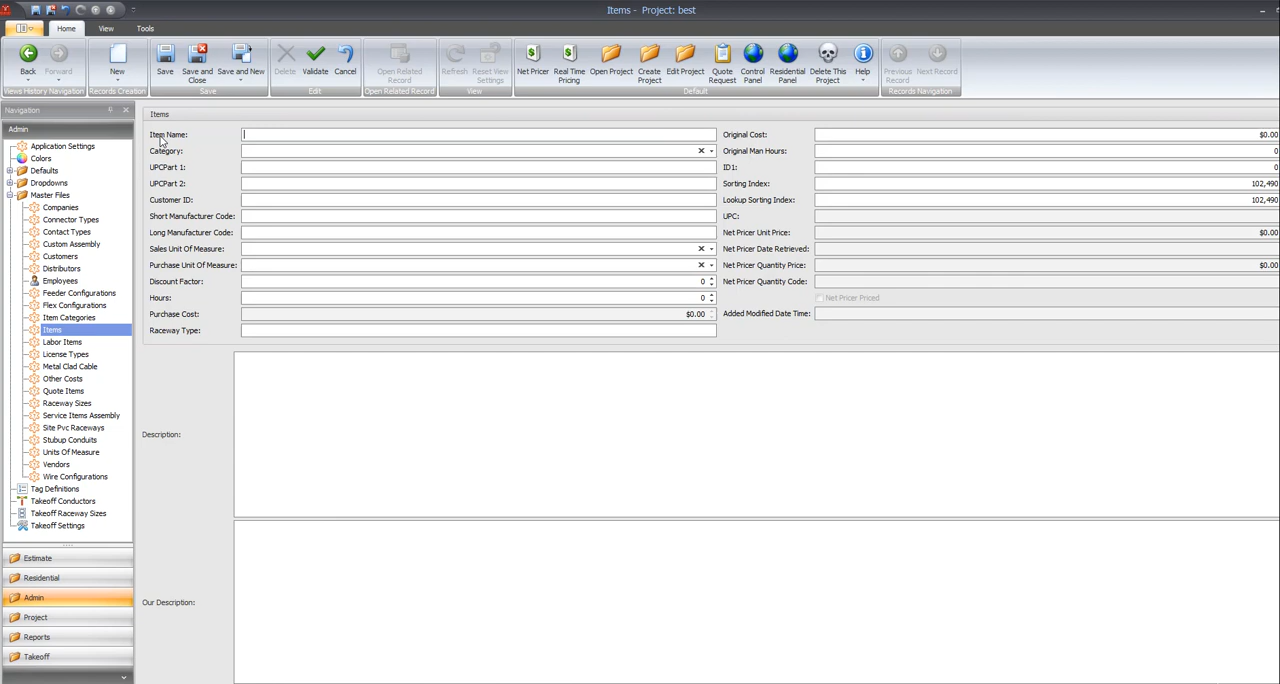 Items - Project: best
Home View Tools
Back Forward New Save Save and Close Save and New Delete Validate Cancel Open Related Record Refresh Reset View Settings Net Pricer Real Time Pricing Open Project Create Project Edit Project Quote Request Control Panel Residential Panel Delete This Project Help Previous Record Next Record
Views History Navigation Records Creation Save Edit Open Related Record View Default Records Navigation
Navigation
Admin
Application Settings
Colors
Defaults
Dropdowns
Master Files
Companies
Connector Types
Contact Types
Custom Assembly
Customers
Distributors
Employees
Feeder Configurations
Flex Configurations
Item Categories
Items
Labor Items
License Types
Metal Clad Cable
Other Costs
Quote Items
Raceway Sizes
Service Items Assembly
Site Pvc Raceways
Stubup Conduits
Units Of Measure
Vendors
Wire Configurations
Tag Definitions
Takeoff Conductors
Takeoff Raceway Sizes
Takeoff Settings
Estimate
Residential
Admin
Project
Reports
Takeoff
Items
Item Name:
Category:
UPCPart 1:
UPCPart 2:
Customer ID:
Short Manufacturer Code:
Long Manufacturer Code:
Sales Unit Of Measure:
Purchase Unit Of Measure:
Discount Factor: 0
Hours: 0
Purchase Cost: $0.00
Raceway Type:
Original Cost: $0.00
Original Man Hours: 0
ID1: 0
Sorting Index: 102,490
Lookup Sorting Index: 102,490
UPC:
Net Pricer Unit Price: $0.00
Net Pricer Date Retrieved:
Net Pricer Quantity Price: $0.00
Net Pricer Quantity Code:
Net Pricer Priced
Added Modified Date Time:
Description:
Our Description: